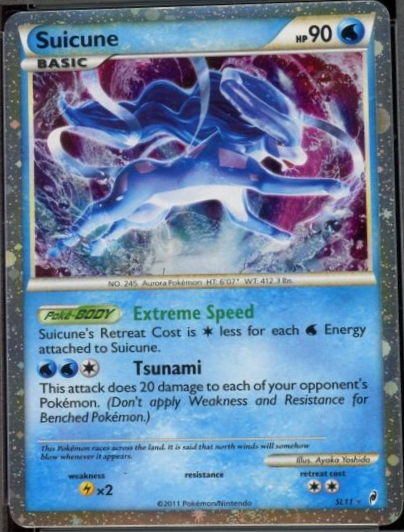 Suicune
HP 90
BASIC
NO. 245 Aurora Pokémon HT: 6'07" WT: 412.3 lbs.
Poké-BODY Extreme Speed
Suicune's Retreat Cost is less for each Energy
attached to Suicune.
Tsunami
This attack does 20 damage to each of your opponent's
Pokémon. (Don't apply Weakness and Resistance for
Benched Pokémon.)
This Pokémon races across the land. It is said that north winds will somehow
blow whenever it appears.
Illus. Ayaka Yoshida
weakness resistance retreat cost
×2
©2011 Pokémon/Nintendo
SL11